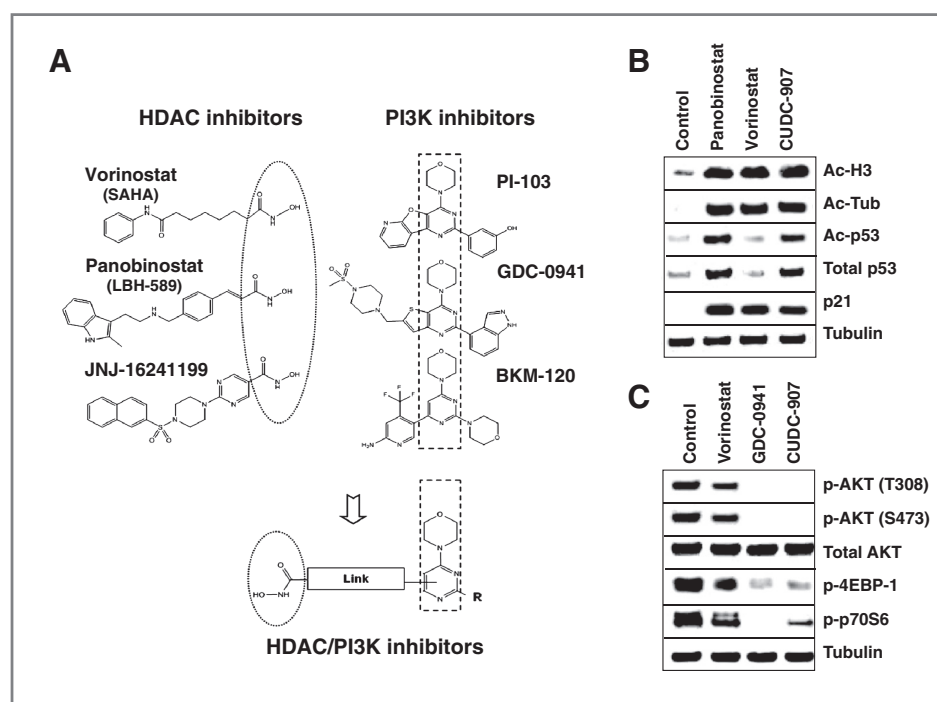 A
HDAC inhibitors
PI3K inhibitors
Vorinostat
(SAHA)
Panobinostat
(LBH-589)
JNJ-16241199
PI-103
GDC-0941
BKM-120
Link
R
HDAC/PI3K inhibitors
B
Control
Panobinostat
Vorinostat
CUDC-907
Ac-H3
Ac-Tub
Ac-p53
Total p53
p21
Tubulin
C
Control
Vorinostat
GDC-0941
CUDC-907
p-AKT (T308)
p-AKT (S473)
Total AKT
p-4EBP-1
p-p70S6
Tubulin